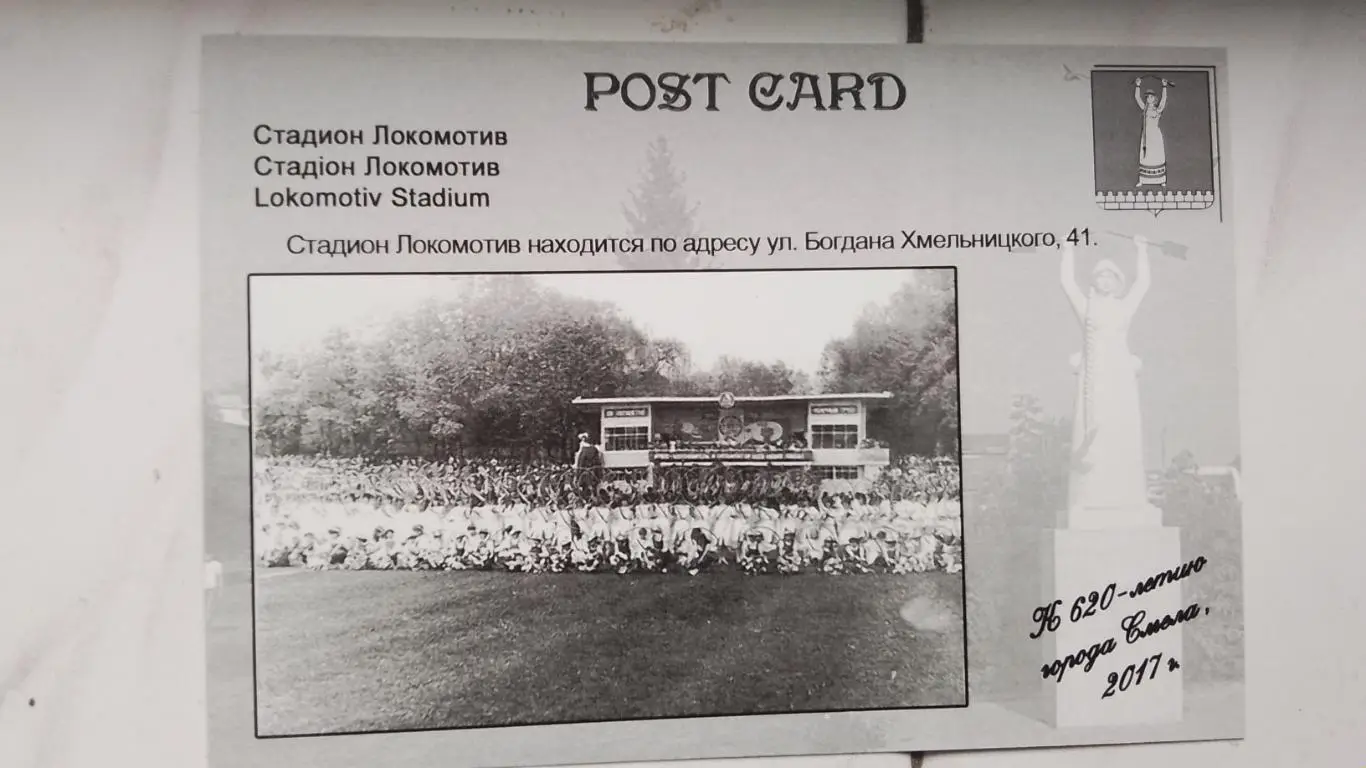 POST CARD
Стадион Локомотив
Стадіон Локомотив
Lokomotiv Stadium
Стадион Локомотив находится по адресу ул. Богдана Хмельницкого, 41.
К 620-летию
города Смела,
2017 г.